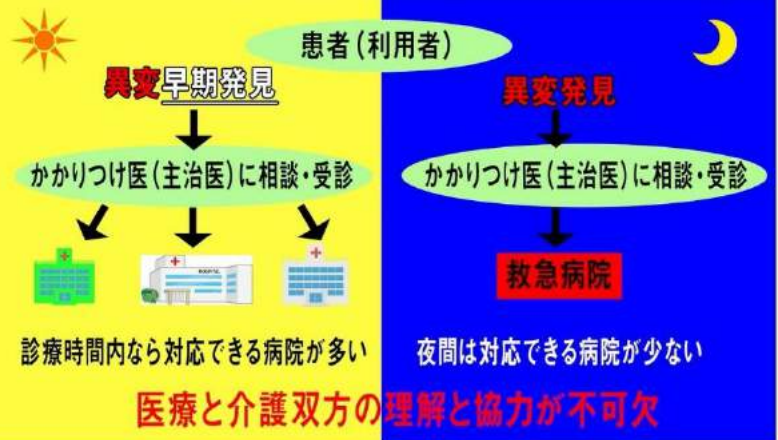 患者(利用者)
異変早期発見
かかりつけ医(主治医)に相談・受診
診療時間内なら対応できる病院が多い
異変発見
かかりつけ医(主治医)に相談・受診
救急病院
夜間は対応できる病院が少ない
医療と介護双方の理解と協力が不可欠